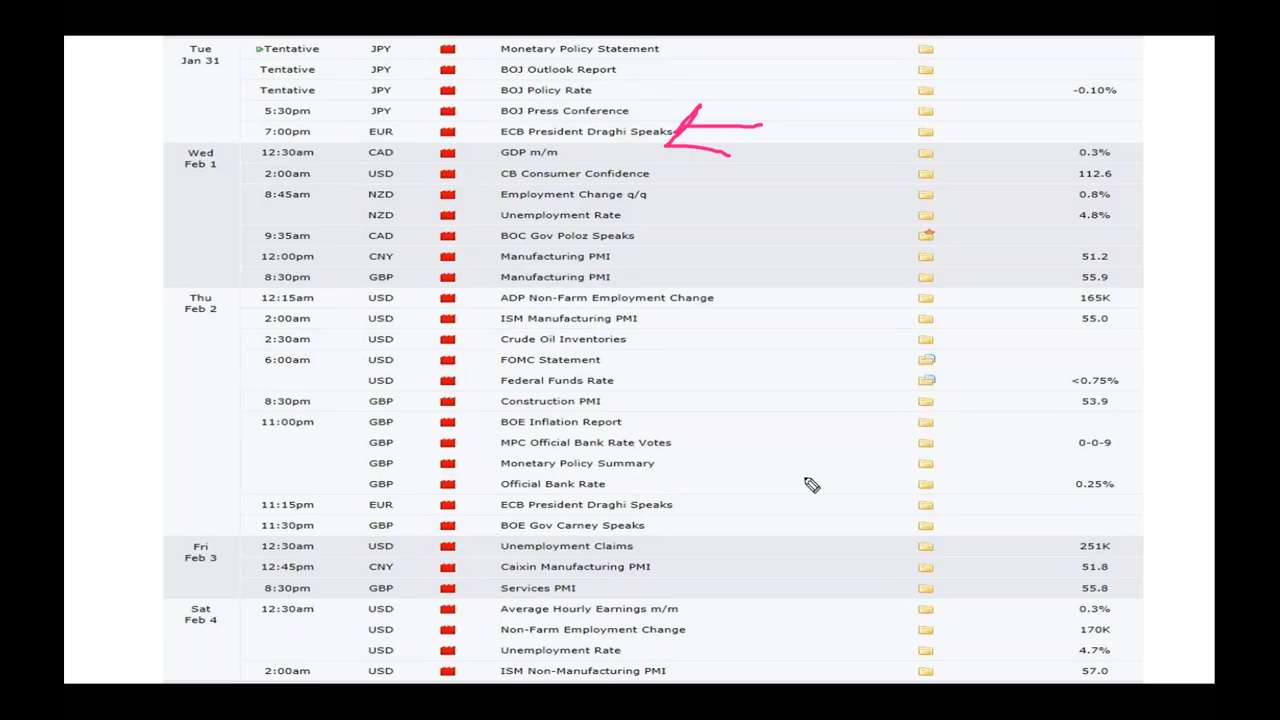 Tue Jan 31 Tentative JPY Monetary Policy Statement
Tentative JPY BOJ Outlook Report
Tentative JPY BOJ Policy Rate -0.10%
5:30pm JPY BOJ Press Conference
7:00pm EUR ECB President Draghi Speaks
Wed Feb 1 12:30am CAD GDP m/m 0.3%
2:00am USD CB Consumer Confidence 112.6
8:45am NZD Employment Change q/q 0.8%
NZD Unemployment Rate 4.8%
9:35am CAD BOC Gov Poloz Speaks
12:00pm CNY Manufacturing PMI 51.2
8:30pm GBP Manufacturing PMI 55.9
Thu Feb 2 12:15am USD ADP Non-Farm Employment Change 165K
2:00am USD ISM Manufacturing PMI 55.0
2:30am USD Crude Oil Inventories
6:00am USD FOMC Statement
USD Federal Funds Rate <0.75%
8:30pm GBP Construction PMI 53.9
11:00pm GBP BOE Inflation Report
GBP MPC Official Bank Rate Votes 0-0-9
GBP Monetary Policy Summary
GBP Official Bank Rate 0.25%
11:15pm EUR ECB President Draghi Speaks
11:30pm GBP BOE Gov Carney Speaks
Fri Feb 3 12:30am USD Unemployment Claims 251K
12:45pm CNY Caixin Manufacturing PMI 51.8
8:30pm GBP Services PMI 55.8
Sat Feb 4 12:30am USD Average Hourly Earnings m/m 0.3%
USD Non-Farm Employment Change 170K
USD Unemployment Rate 4.7%
2:00am USD ISM Non-Manufacturing PMI 57.0